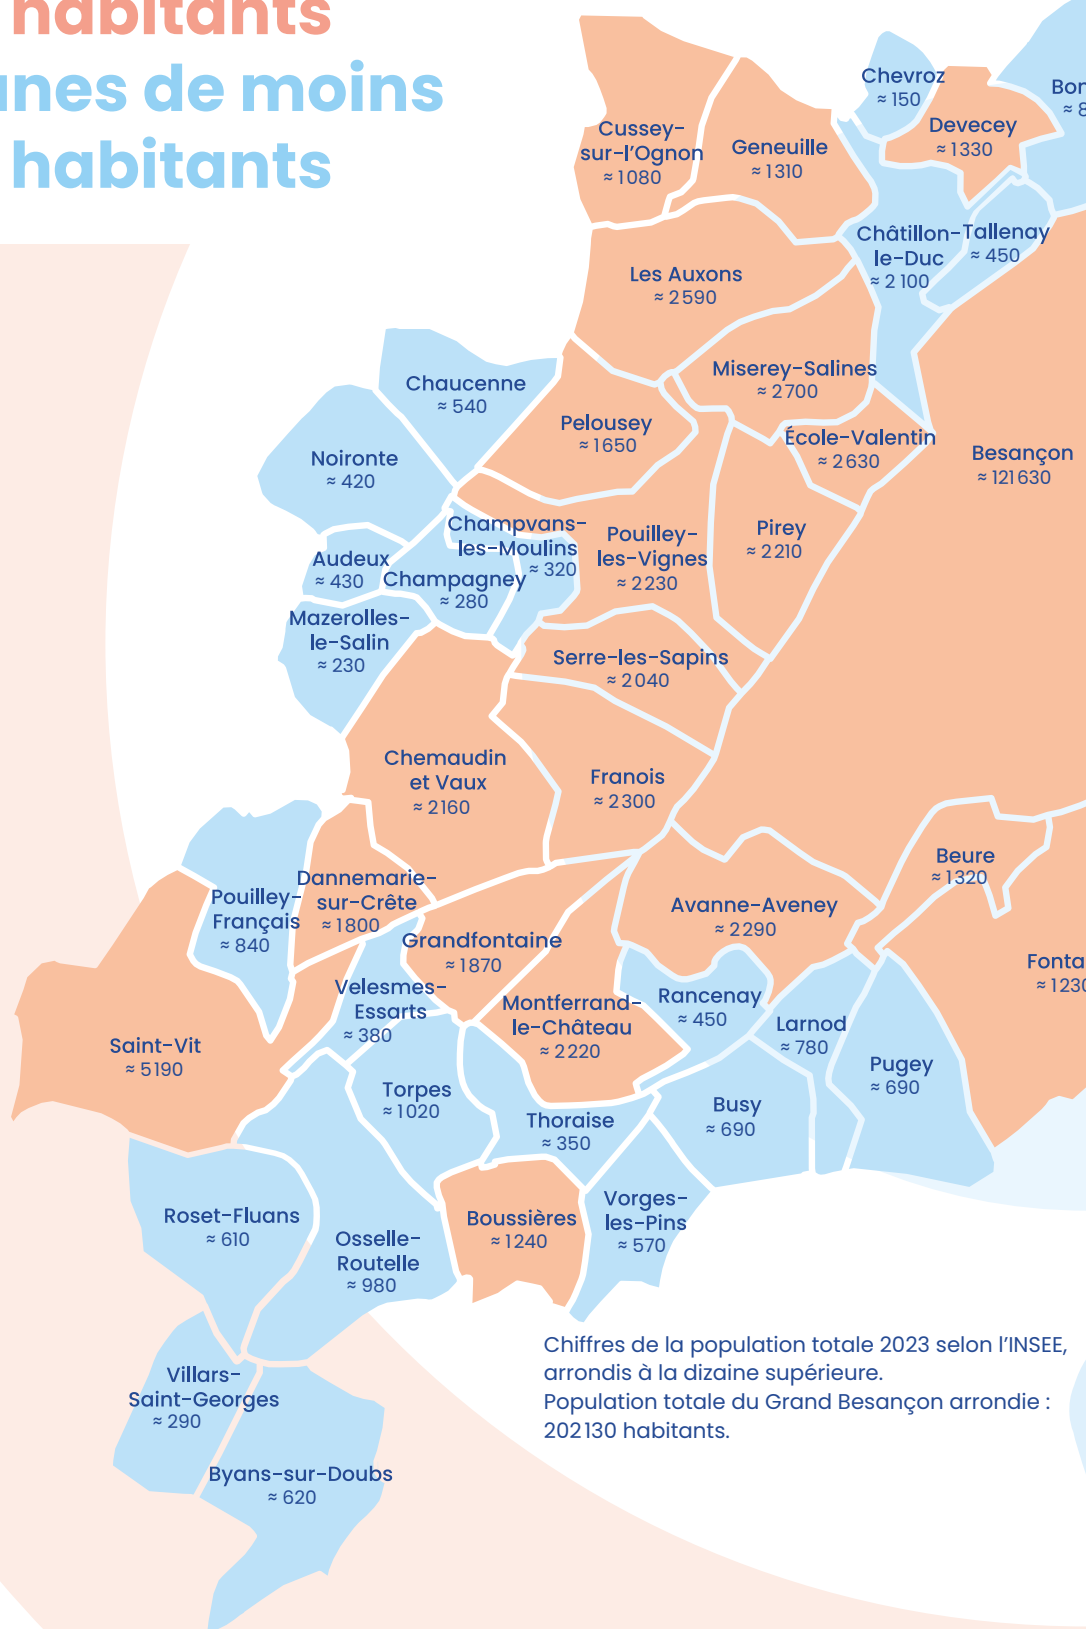 habitants
unes de moins
habitants
Chevroz
≈ 150
Devecey
≈ 1330
Cussey-
sur-l'Ognon
≈ 1080
Geneuille
≈ 1310
Châtillon-
le-Duc
≈ 2100
Tallenay
≈ 450
Les Auxons
≈ 2590
Miserey-Salines
≈ 2700
Chaucenne
≈ 540
Pelousey
≈ 1650
École-Valentin
≈ 2630
Besançon
≈ 121630
Noironte
≈ 420
Champvans-
les-Moulins
≈ 320
Pouilley-
les-Vignes
≈ 2230
Pirey
≈ 2210
Audeux
≈ 430
Champagney
≈ 280
Mazerolles-
le-Salin
≈ 230
Serre-les-Sapins
≈ 2040
Chemaudin
et Vaux
≈ 2160
Franois
≈ 2300
Beure
≈ 1320
Dannemarie-
sur-Crête
≈ 1800
Pouilley-
Français
≈ 840
Avanne-Aveney
≈ 2290
Grandfontaine
≈ 1870
Fonta
≈ 1230
Velesmes-
Essarts
≈ 380
Montferrand-
le-Château
≈ 2220
Rancenay
≈ 450
Larnod
≈ 780
Saint-Vit
≈ 5190
Pugey
≈ 690
Torpes
≈ 1020
Busy
≈ 690
Thoraise
≈ 350
Roset-Fluans
≈ 610
Boussières
≈ 1240
Vorges-
les-Pins
≈ 570
Osselle-
Routelle
≈ 980
Villars-
Saint-Georges
≈ 290
Byans-sur-Doubs
≈ 620
Chiffres de la population totale 2023 selon l'INSEE,
arrondis à la dizaine supérieure.
Population totale du Grand Besançon arrondie :
202130 habitants.